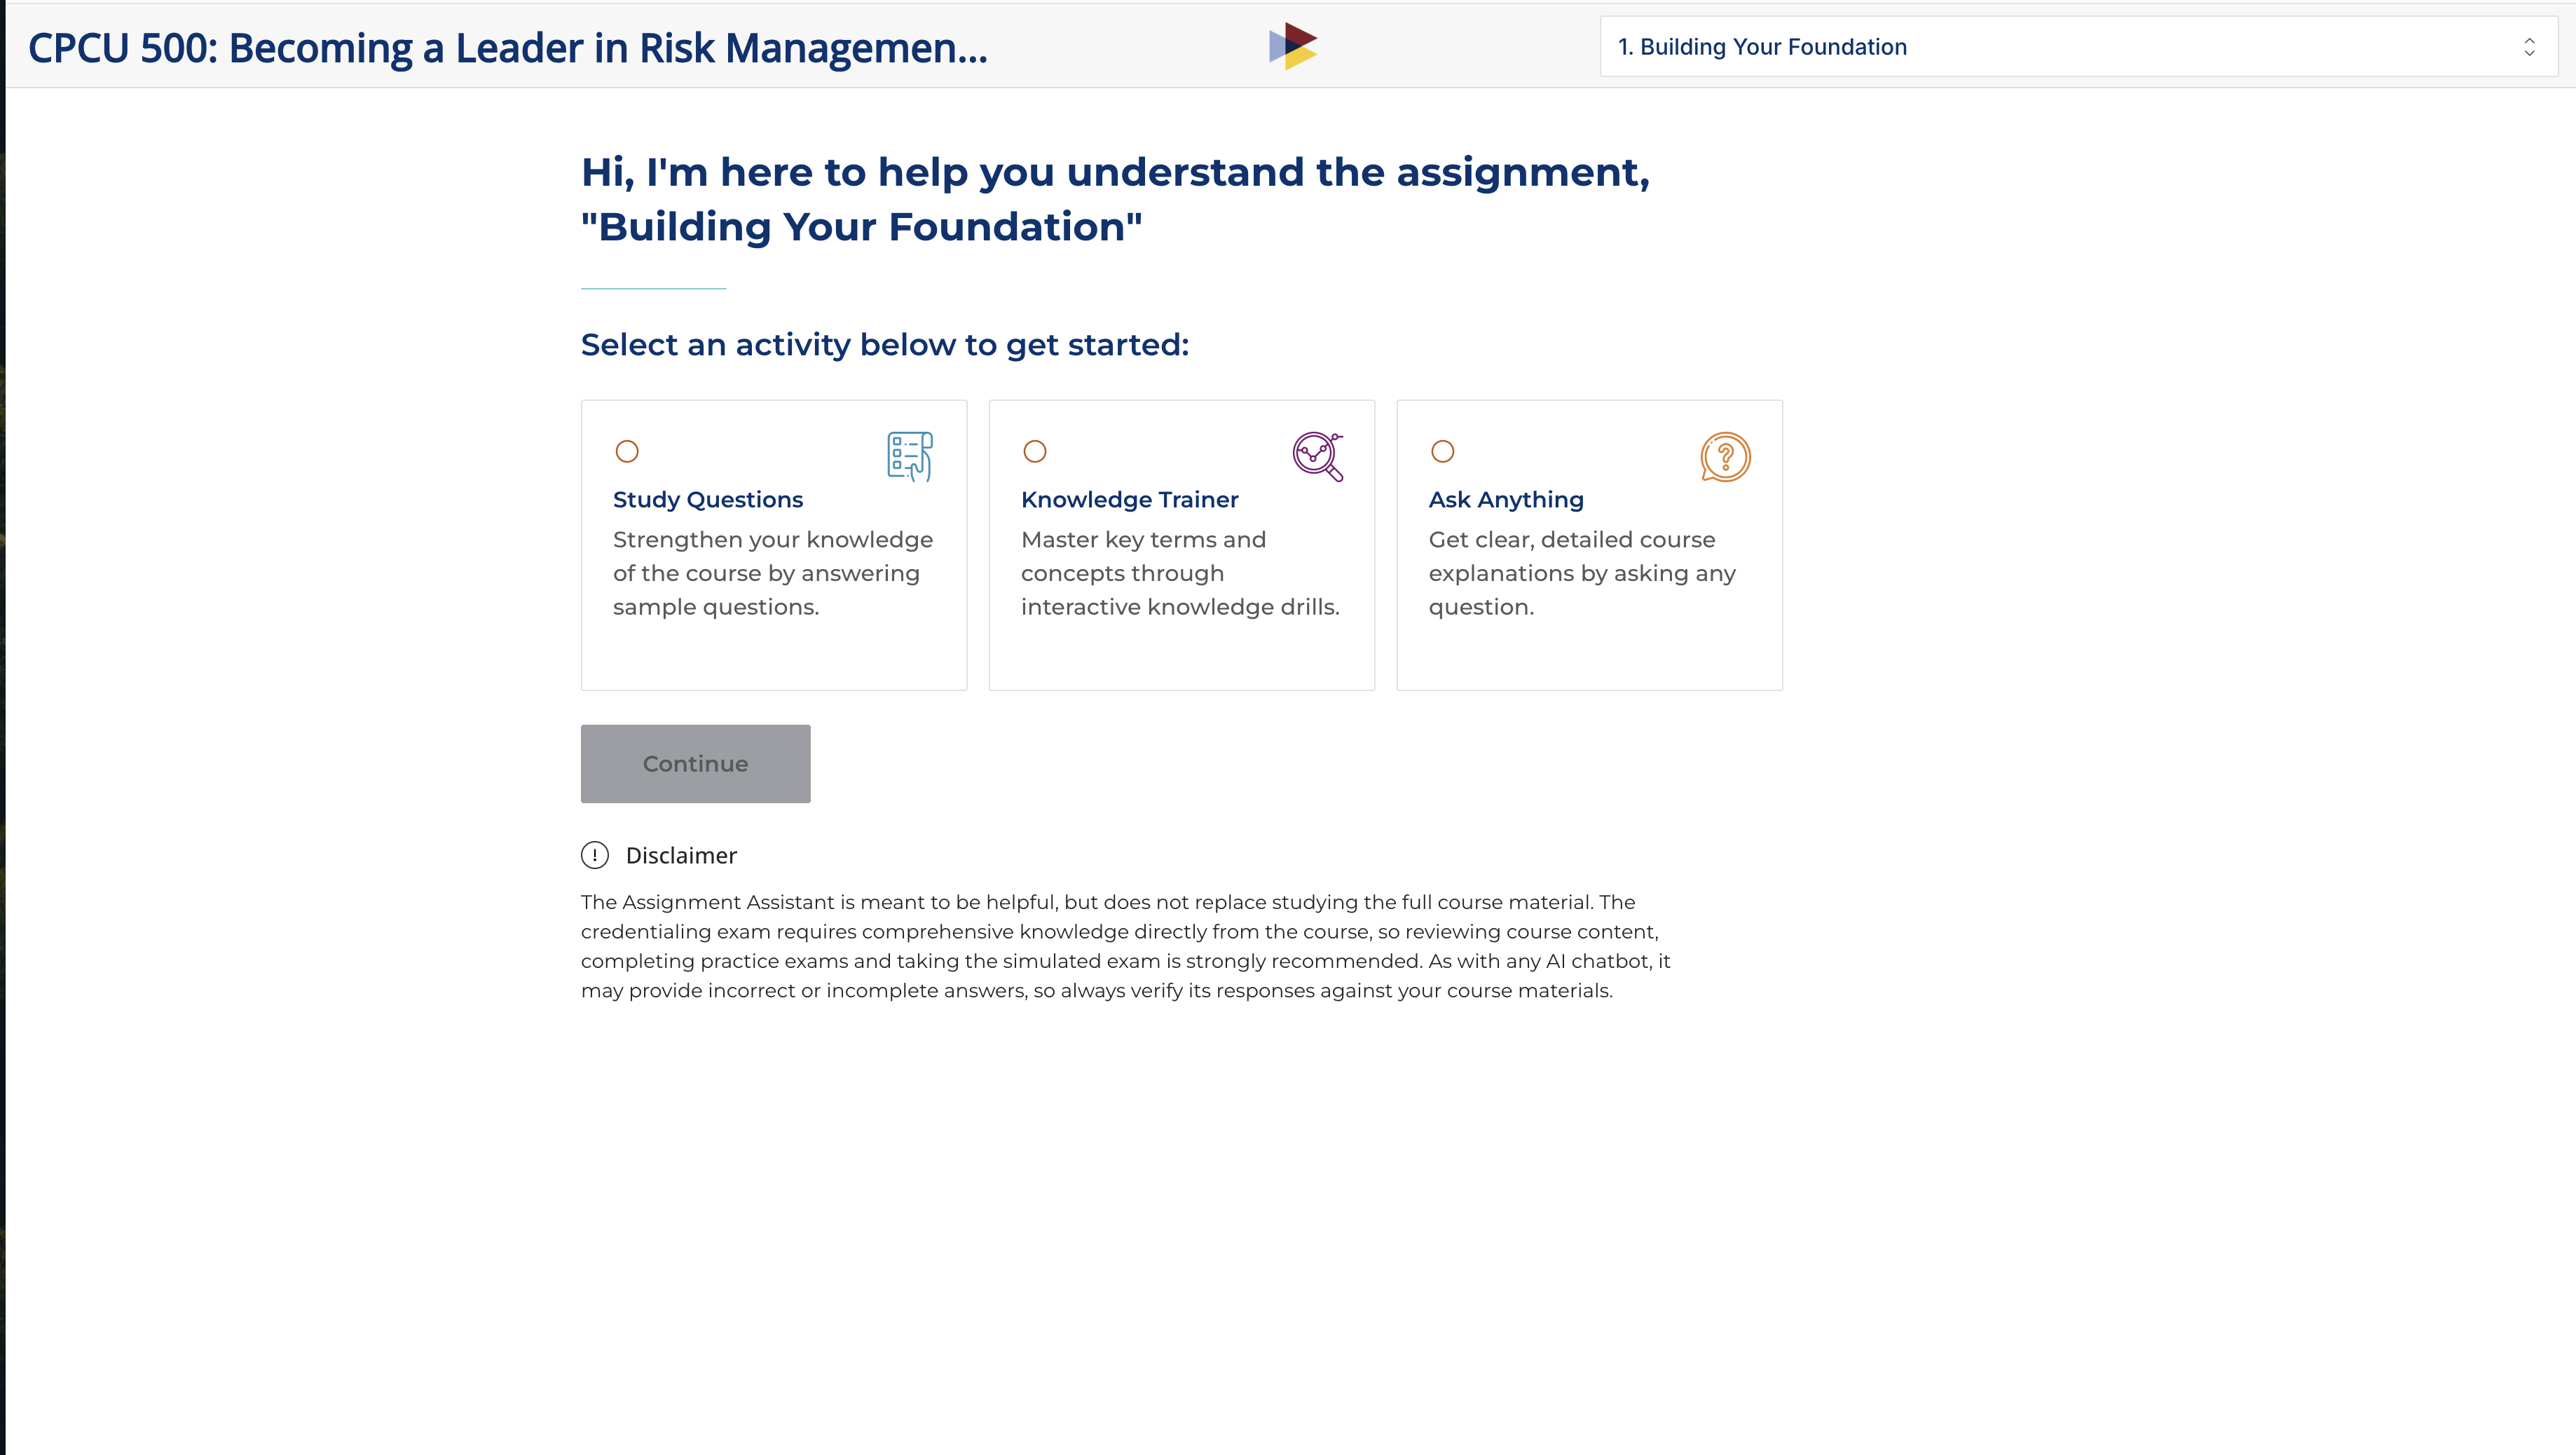 CPCU 500: Becoming a Leader in Risk Managemen...
1. Building Your Foundation
Hi, I'm here to help you understand the assignment,
"Building Your Foundation"
Select an activity below to get started:
Study Questions
Strengthen your knowledge
of the course by answering
sample questions.
Knowledge Trainer
Master key terms and
concepts through
interactive knowledge drills.
Ask Anything
Get clear, detailed course
explanations by asking any
question.
Continue
Disclaimer
The Assignment Assistant is meant to be helpful, but does not replace studying the full course material. The
credentialing exam requires comprehensive knowledge directly from the course, so reviewing course content,
completing practice exams and taking the simulated exam is strongly recommended. As with any AI chatbot, it
may provide incorrect or incomplete answers, so always verify its responses against your course materials.